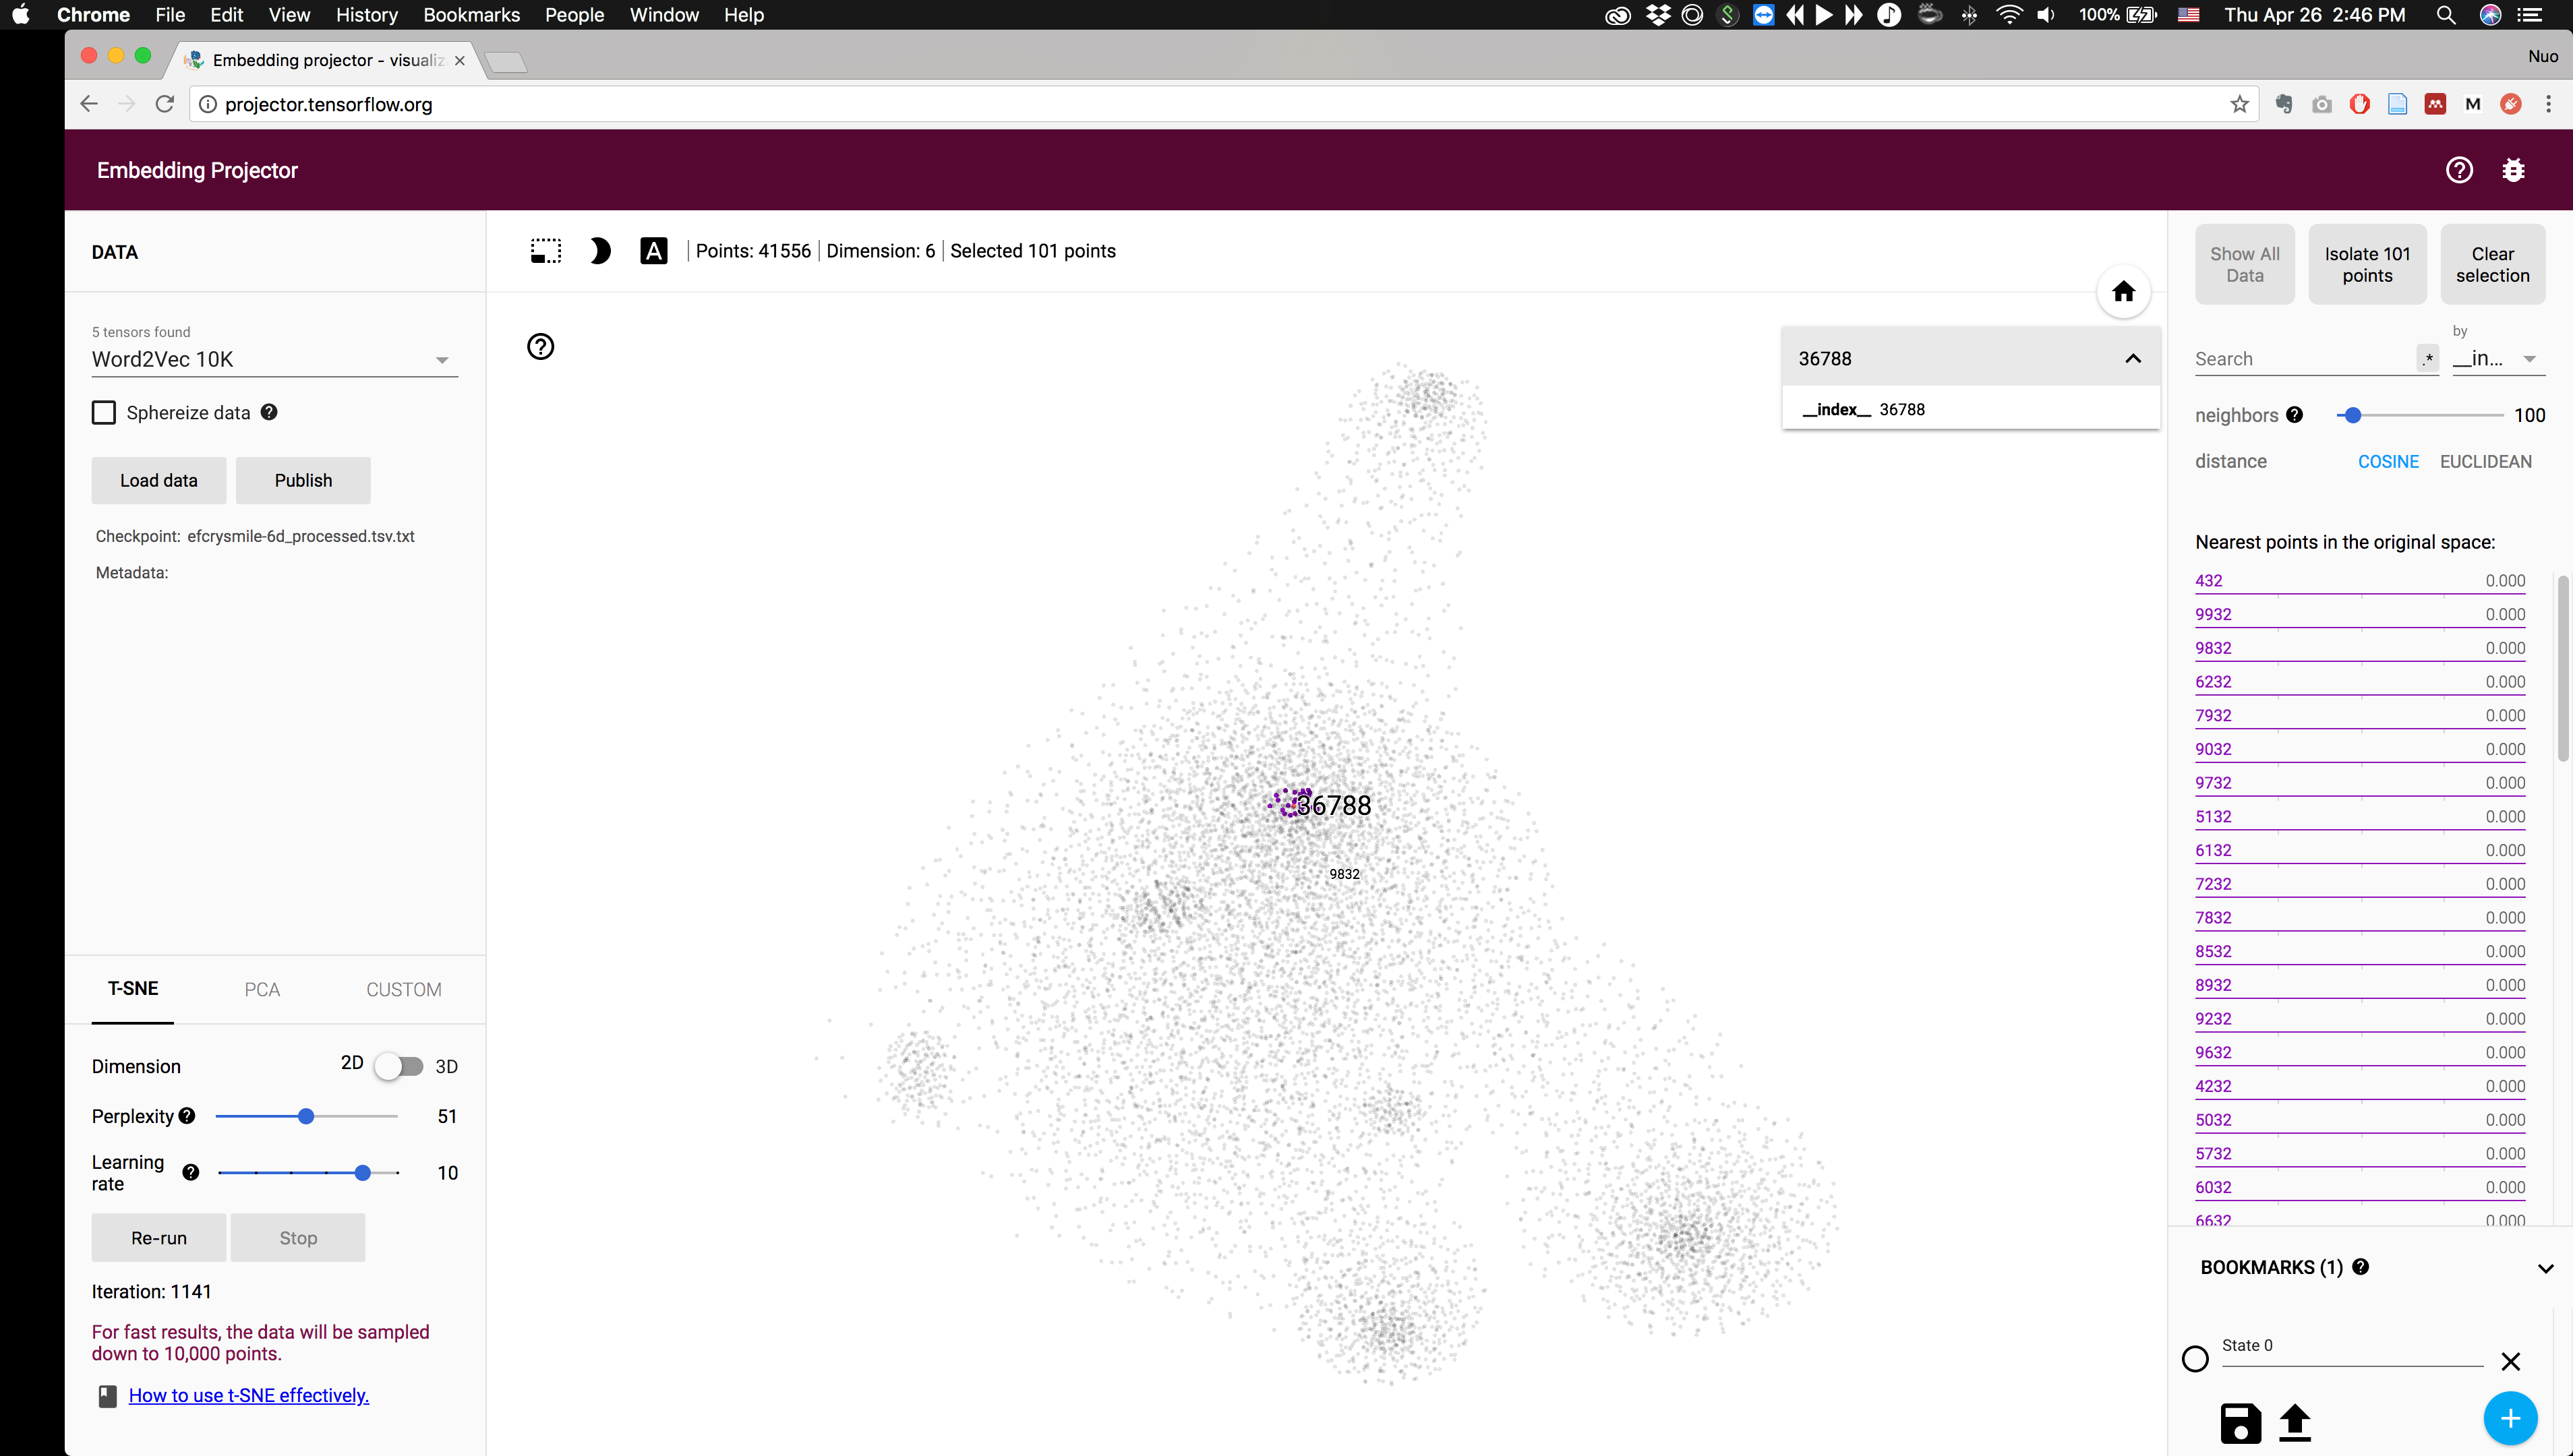 Chrome File Edit View History Bookmarks People Window Help 100% Thu Apr 26 2:46 PM
Embedding projector - visualiz Nuo
projector.tensorflow.org
Embedding Projector
DATA
Points: 41556 Dimension: 6 Selected 101 points
5 tensors found
Word2Vec 10K
Sphereize data
Load data Publish
Checkpoint: efcrysmile-6d_processed.tsv.txt
Metadata:
T-SNE PCA CUSTOM
Dimension 2D 3D
Perplexity 51
Learning
rate 10
Re-run Stop
Iteration: 1141
For fast results, the data will be sampled
down to 10,000 points.
How to use t-SNE effectively.
36788
__index__ 36788
36788
9832
Show All
Data
Isolate 101
points
Clear
selection
by
Search .* __in...
neighbors 100
distance COSINE EUCLIDEAN
Nearest points in the original space:
432 0.000
9932 0.000
9832 0.000
6232 0.000
7932 0.000
9032 0.000
9732 0.000
5132 0.000
6132 0.000
7232 0.000
7832 0.000
8532 0.000
8932 0.000
9232 0.000
9632 0.000
4232 0.000
5032 0.000
5732 0.000
6032 0.000
6632 0.000
BOOKMARKS (1)
State 0